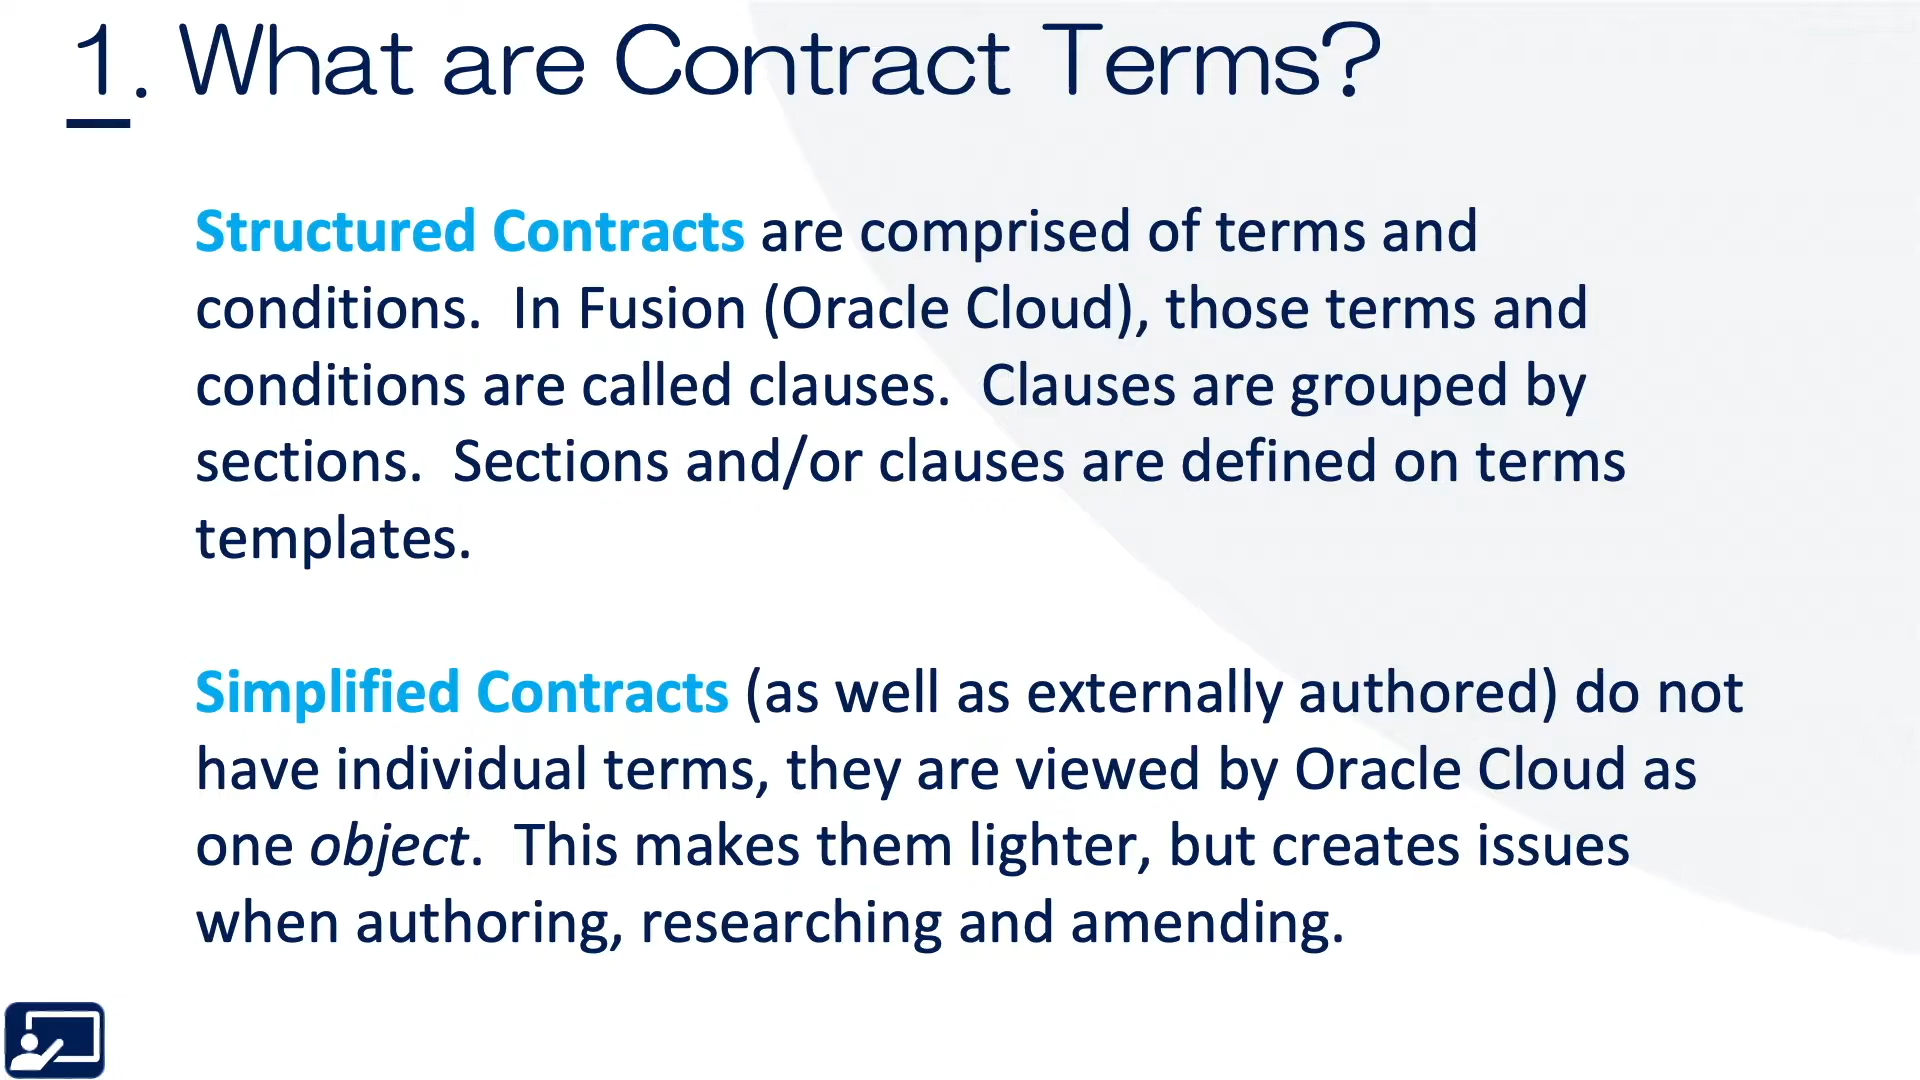 1. What are Contract Terms?
Structured Contracts are comprised of terms and
conditions.  In Fusion (Oracle Cloud), those terms and
conditions are called clauses.  Clauses are grouped by
sections.  Sections and/or clauses are defined on terms
templates.
Simplified Contracts (as well as externally authored) do not
have individual terms, they are viewed by Oracle Cloud as
one object.  This makes them lighter, but creates issues
when authoring, researching and amending.